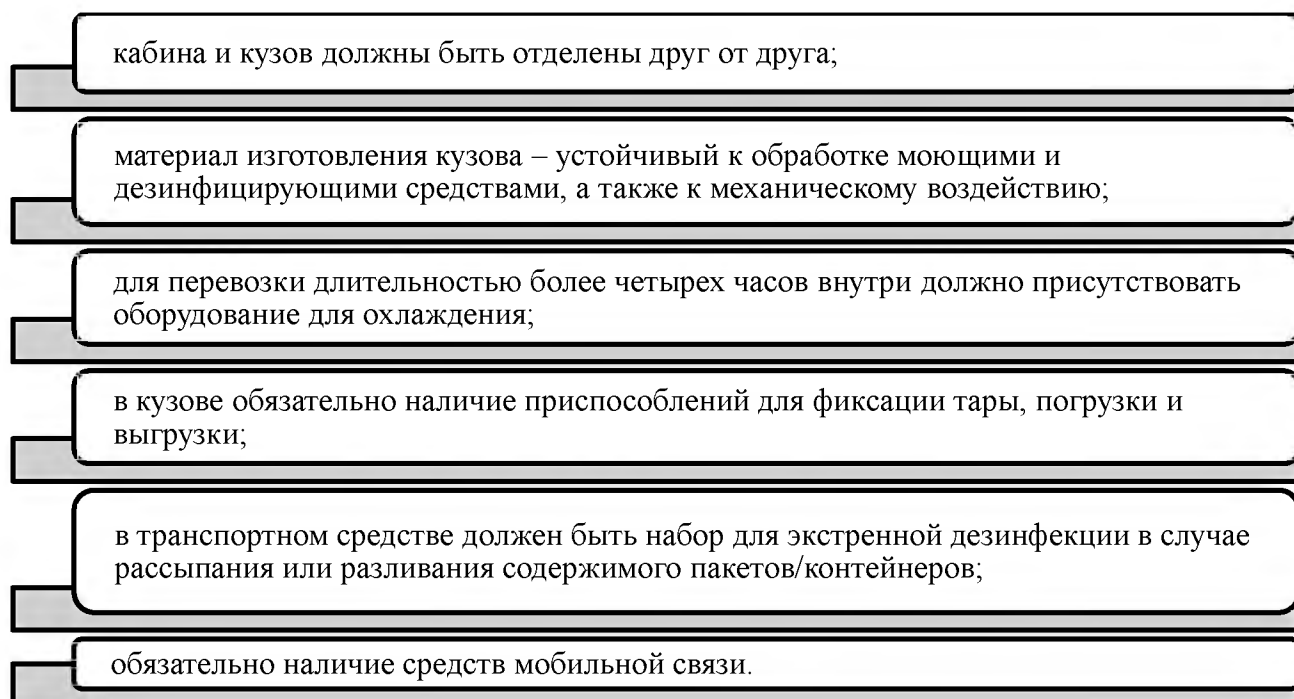 кабина и кузов должны быть отделены друг от друга;
материал изготовления кузова – устойчивый к обработке моющими и
дезинфицирующими средствами, а также к механическому воздействию;
для перевозки длительностью более четырех часов внутри должно присутствовать
оборудование для охлаждения;
в кузове обязательно наличие приспособлений для фиксации тары, погрузки и
выгрузки;
в транспортном средстве должен быть набор для экстренной дезинфекции в случае
рассыпания или разливания содержимого пакетов/контейнеров;
обязательно наличие средств мобильной связи.